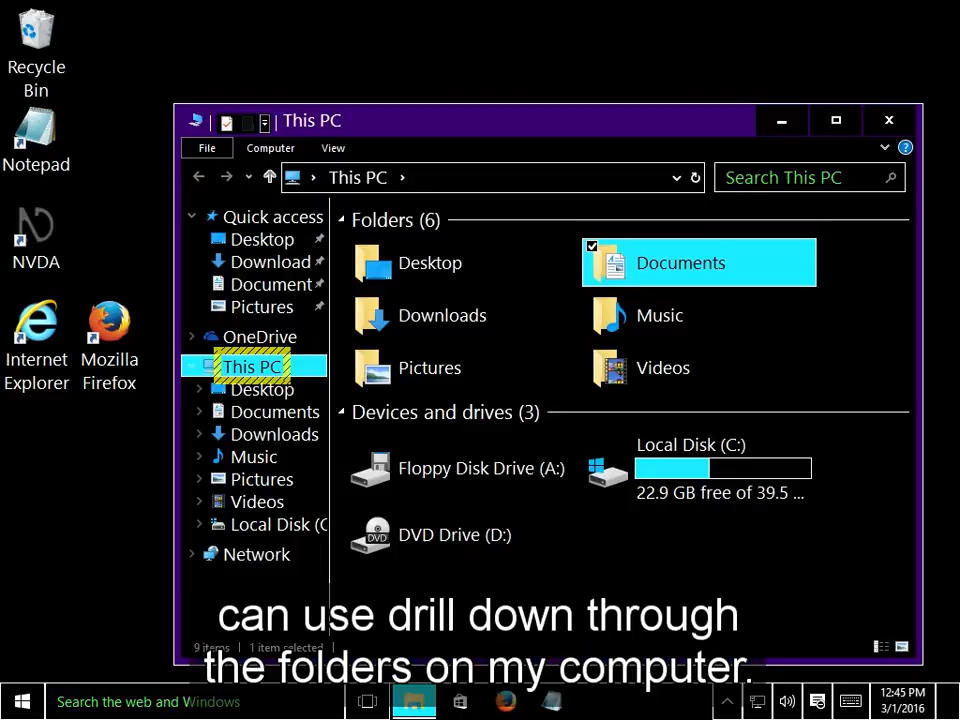 Recycle
Bin
Notepad
NVDA
Internet
Explorer
Mozilla
Firefox
This PC
File
Computer
View
This PC
Search This PC
Quick access
Desktop
Download
Document
Pictures
OneDrive
This PC
Desktop
Documents
Downloads
Music
Pictures
Videos
Local Disk (C
Network
Folders (6)
Desktop
Documents
Downloads
Music
Pictures
Videos
Devices and drives (3)
Floppy Disk Drive (A:)
Local Disk (C:)
22.9 GB free of 39.5 ...
DVD
DVD Drive (D:)
9 items
1 item selected
can use drill down through
the folders on my computer.
Search the web and Windows
12:45 PM
3/1/2016